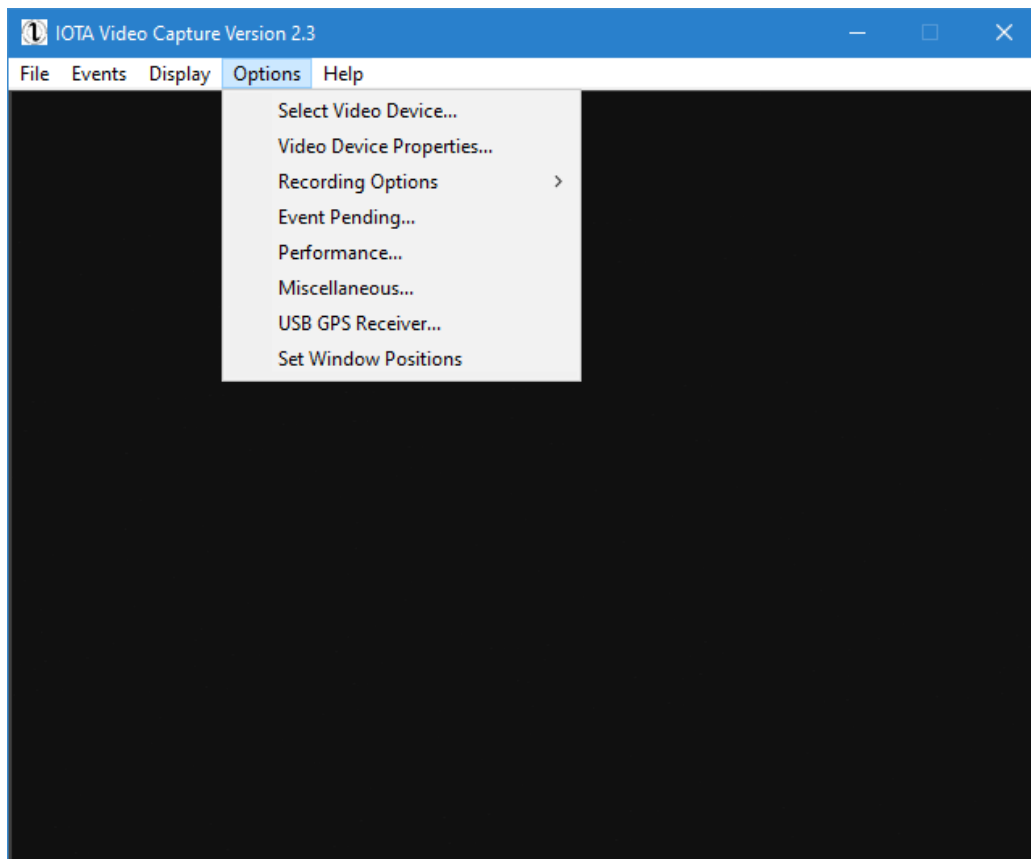 IOTA Video Capture Version 2.3
File Events Display Options Help
Select Video Device...
Video Device Properties...
Recording Options
Event Pending...
Performance...
Miscellaneous...
USB GPS Receiver...
Set Window Positions